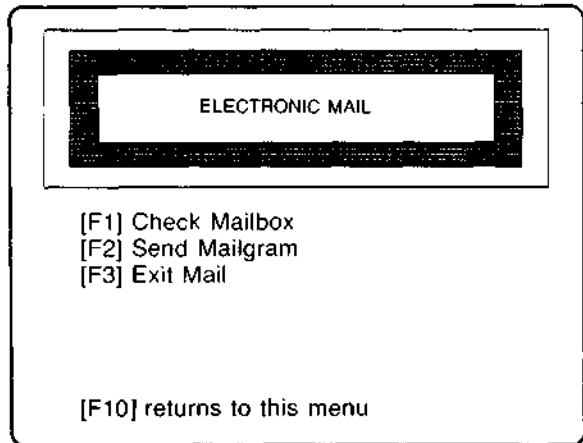 ELECTRONIC MAIL
[F1] Check Mailbox
[F2] Send Mailgram
[F3] Exit Mail
[F10] returns to this menu